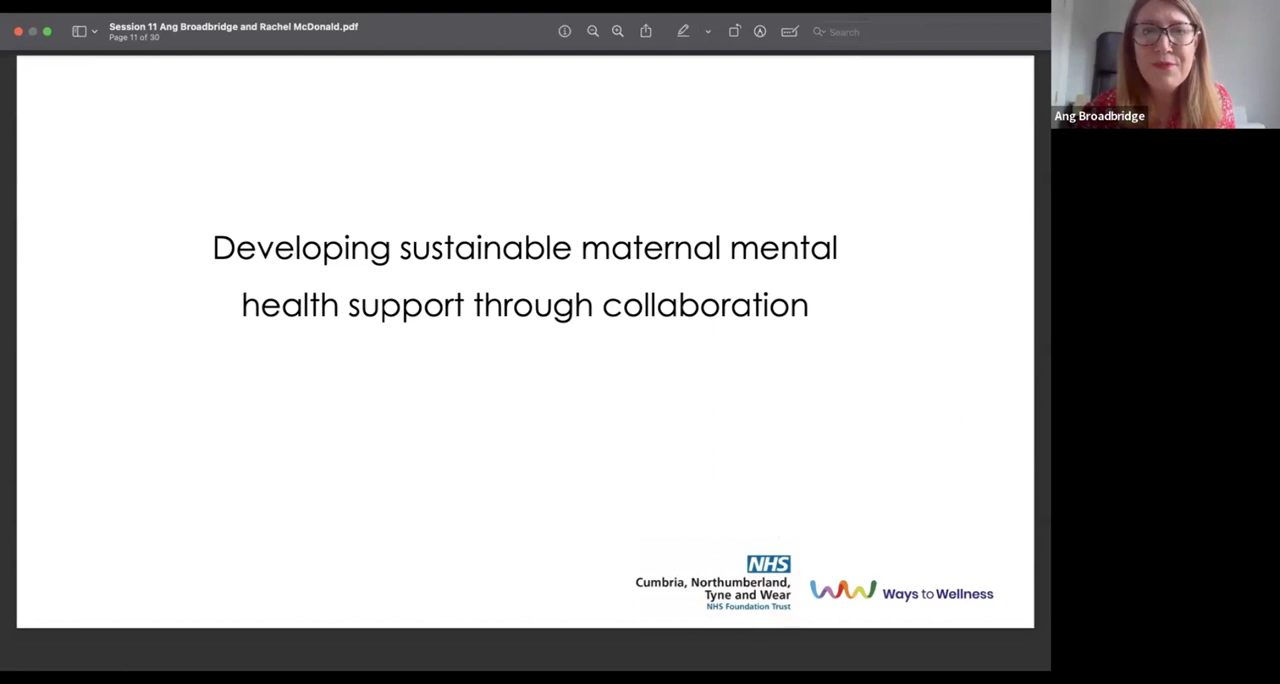 Session 11 Ang Broadbridge and Rachel McDonald.pdf
Page 11 of 30
Search
Ang Broadbridge
Developing sustainable maternal mental
health support through collaboration
NHS
Cumbria, Northumberland,
Tyne and Wear
NHS Foundation Trust
Ways to Wellness